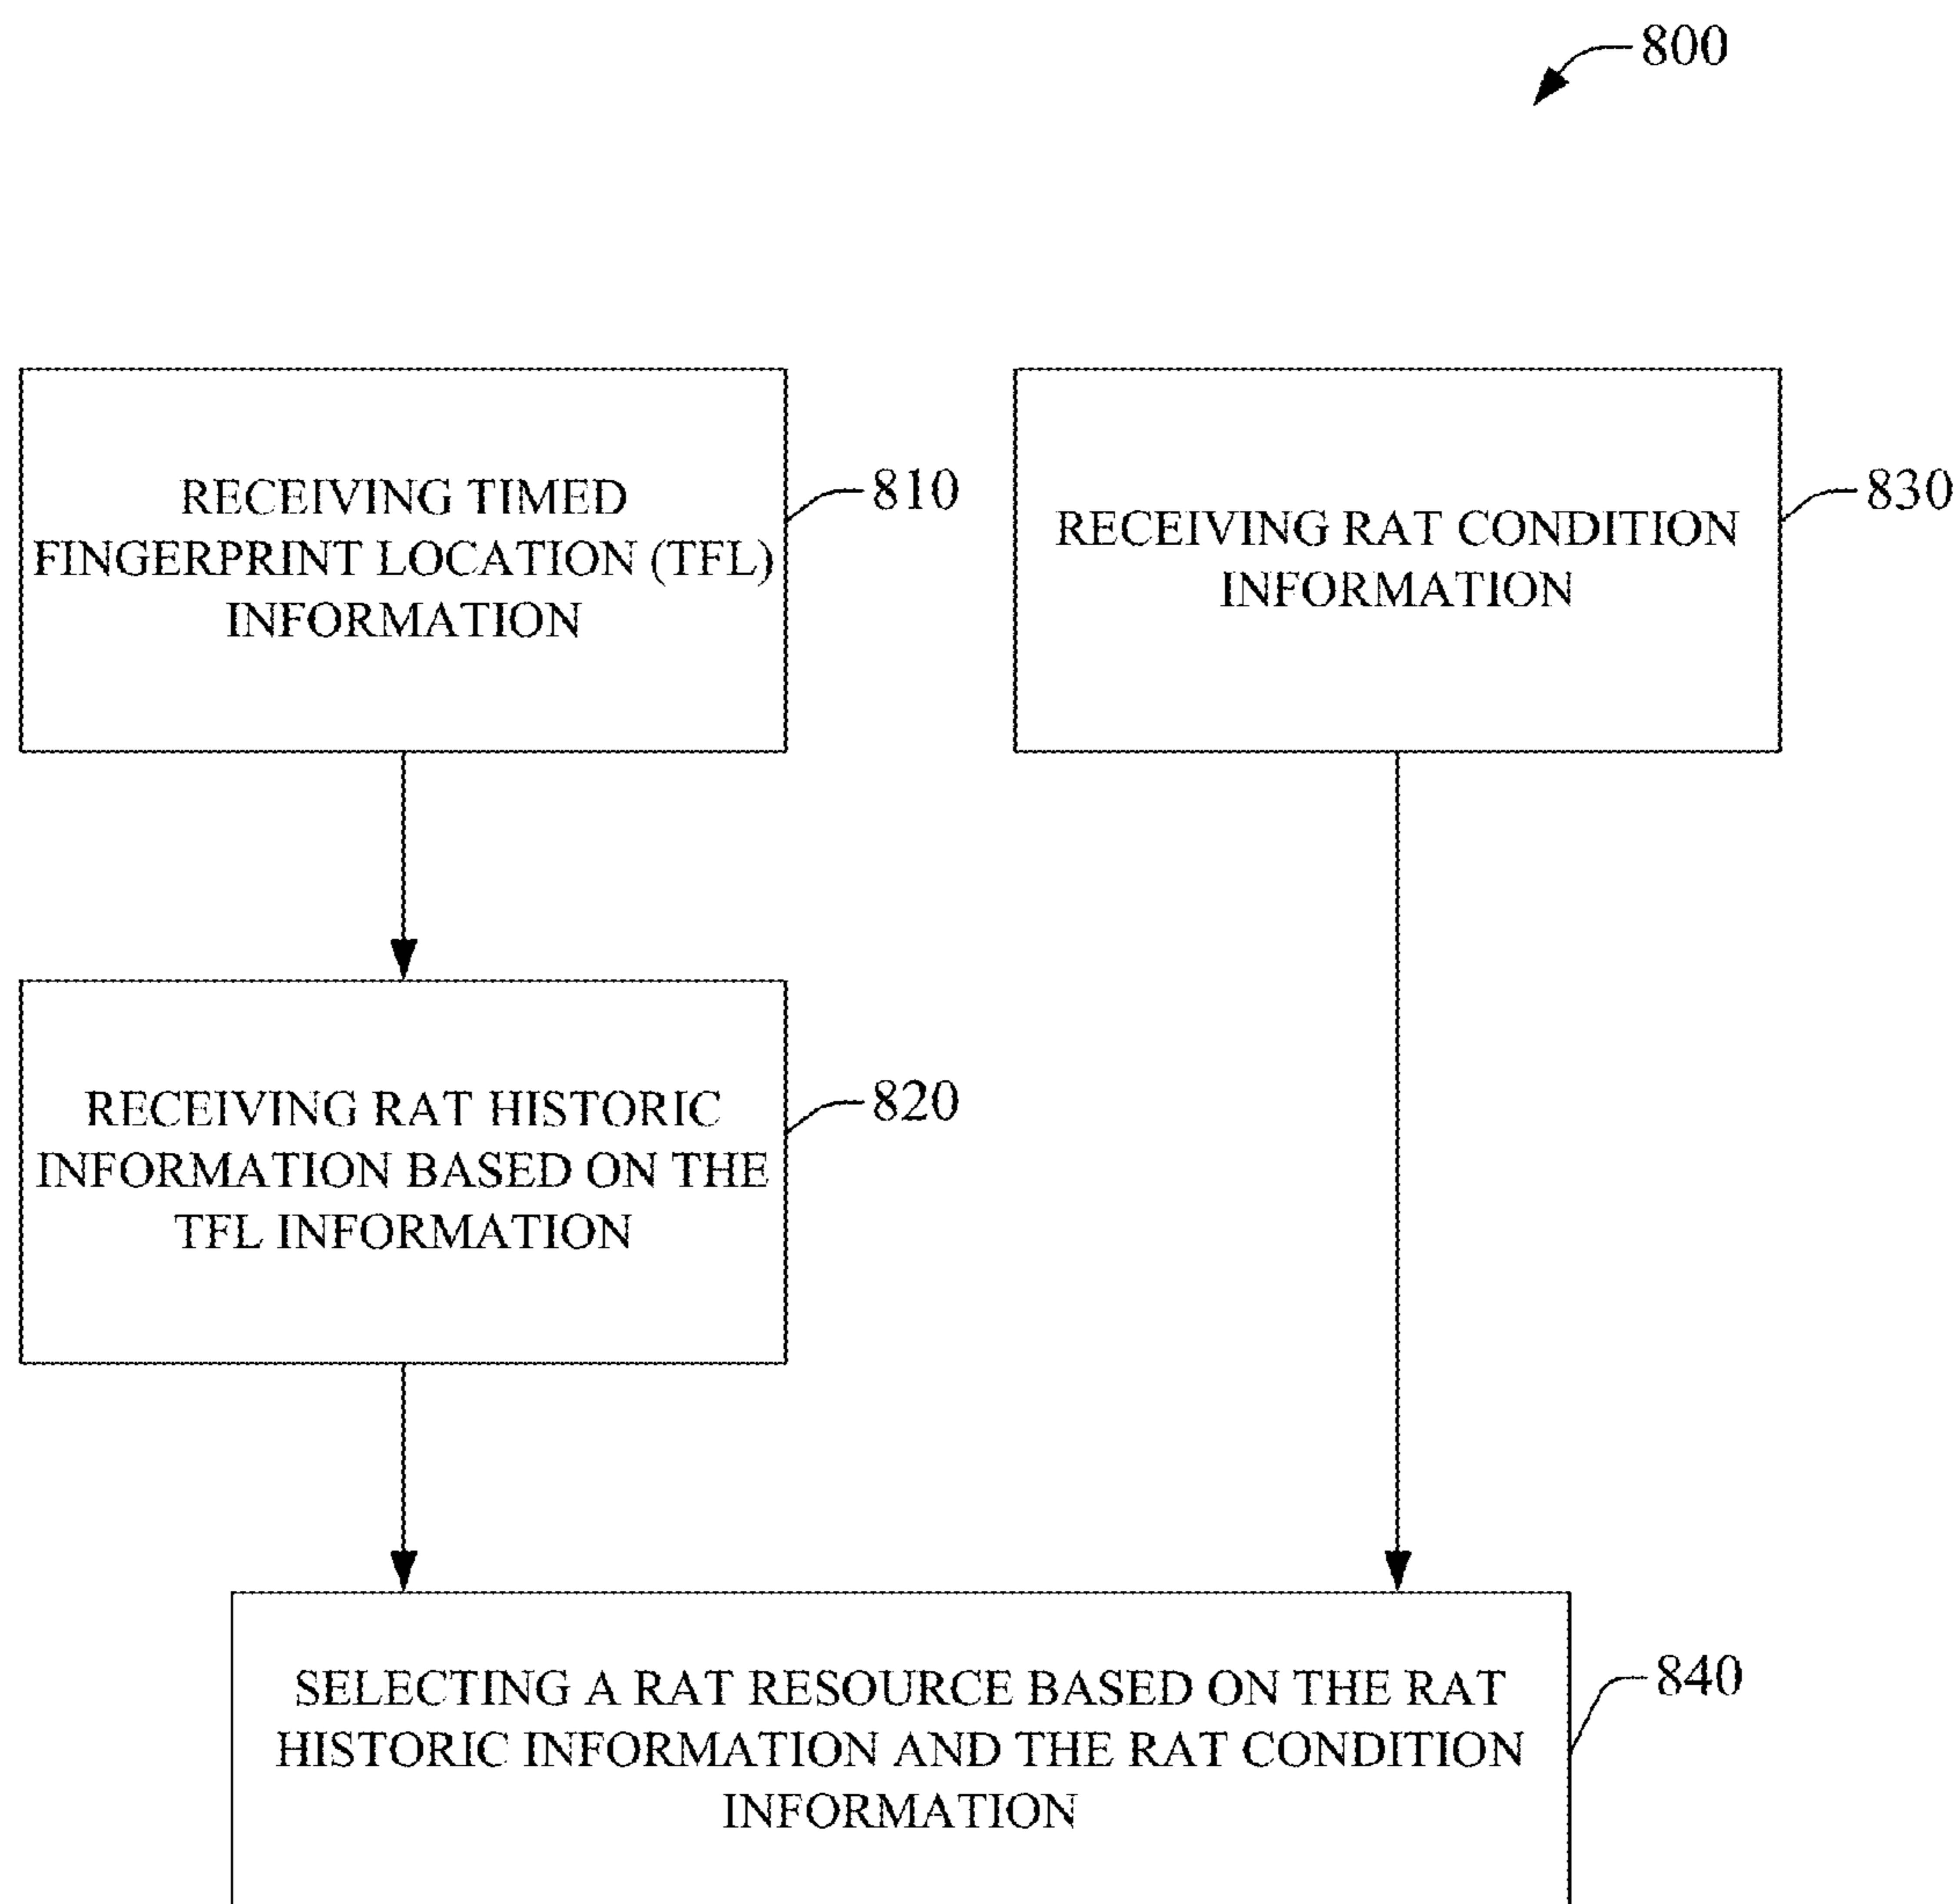 800
RECEIVING TIMED
FINGERPRINT LOCATION (TFL)
INFORMATION
810
RECEIVING RAT CONDITION
INFORMATION
830
RECEIVING RAT HISTORIC
INFORMATION BASED ON THE
TFL INFORMATION
820
SELECTING A RAT RESOURCE BASED ON THE RAT
HISTORIC INFORMATION AND THE RAT CONDITION
INFORMATION
840